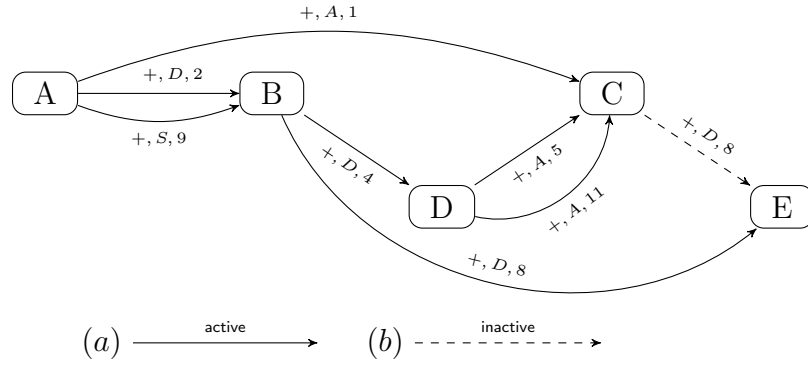 +, A, 1
A
+, D, 2
B
C
+, S, 9
+, D, 8
+, D, 4
+, A, 5
D
+, A, 11
E
+, D, 8
(a) active
(b) inactive